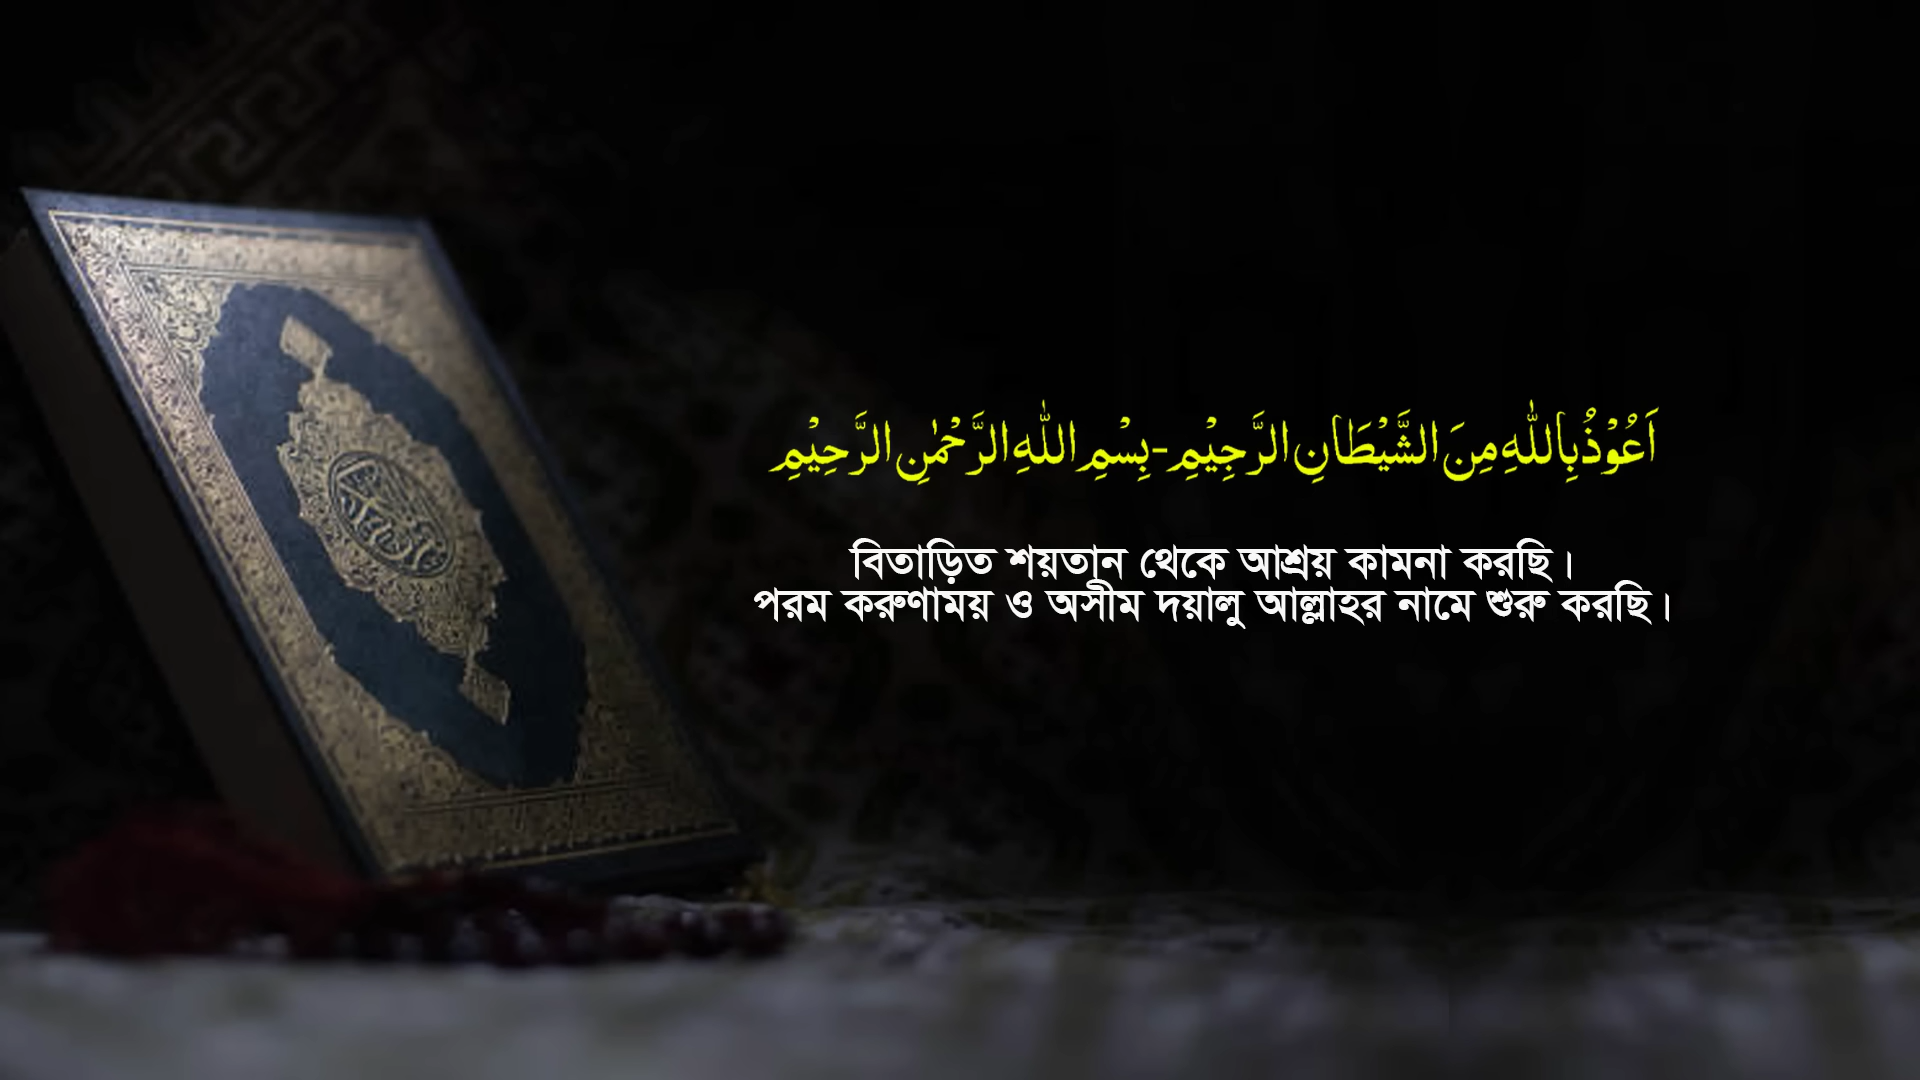 اَعُوْذُ بِاَللّٰهِ مِنَ الشَّيْطَانِ الرَّجِيْمِ-بِسْمِ اللّٰهِ الرَّحْمٰنِ الرَّحِيْمِ
বিতাড়িত শয়তান থেকে আশ্রয় কামনা করছি।
পরম করুণাময় ও অসীম দয়ালু আল্লাহর নামে শুরু করছি।